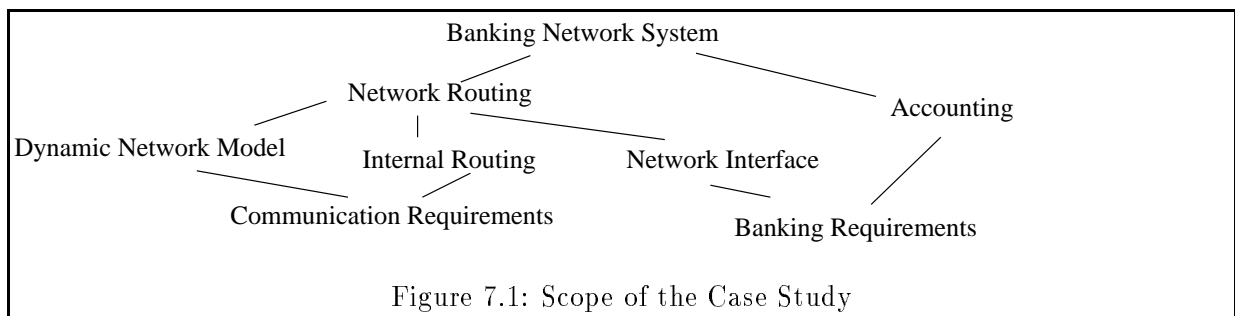 Banking Network System
Network Routing
Accounting
Dynamic Network Model
Internal Routing
Network Interface
Communication Requirements
Banking Requirements
Figure 7.1: Scope of the Case Study